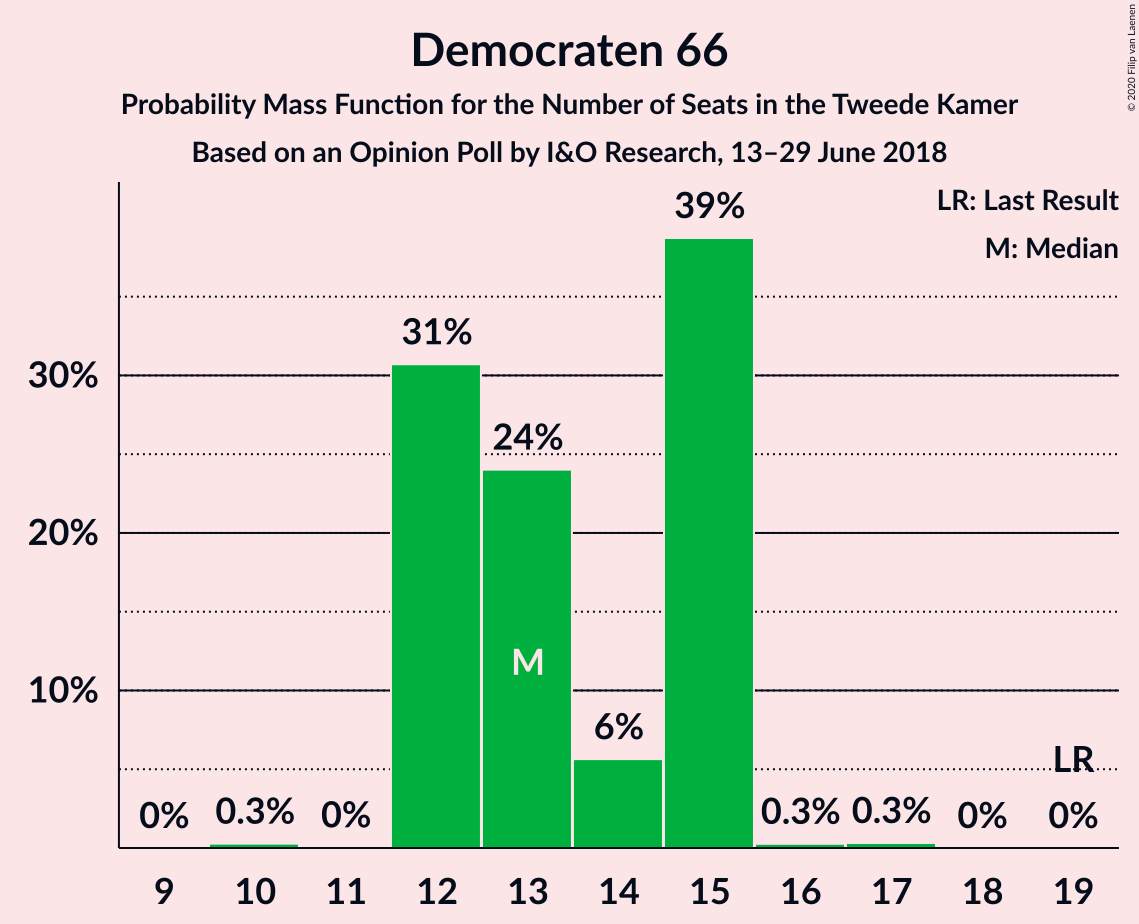 Democraten 66
Probability Mass Function for the Number of Seats in the Tweede Kamer
Based on an Opinion Poll by I&O Research, 13–29 June 2018
© 2020 Filip van Laenen
LR: Last Result
M: Median
39%
31%
30%
24%
20%
M
10%
6%
LR
0% 0.3% 0% 0.3% 0.3% 0% 0%
9 10 11 12 13 14 15 16 17 18 19